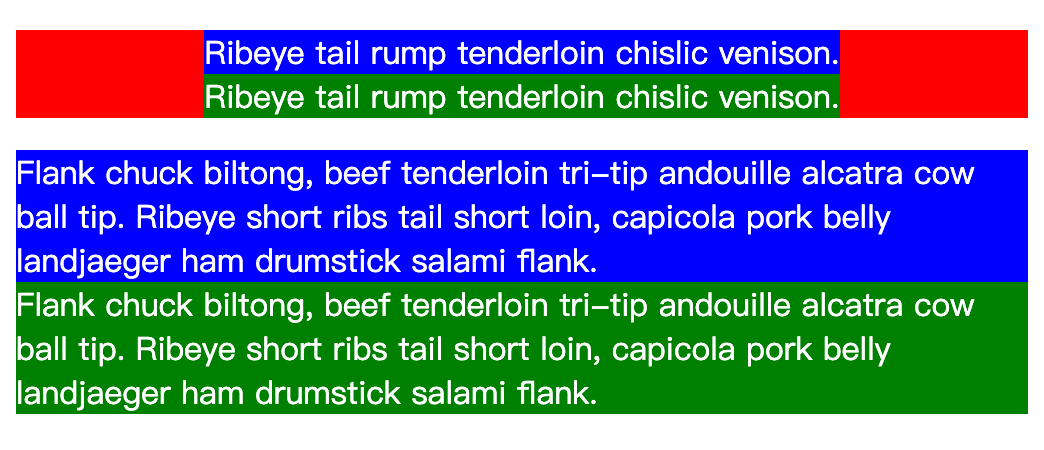 Ribeye tail rump tenderloin chislic venison.
Ribeye tail rump tenderloin chislic venison.
Flank chuck biltong, beef tenderloin tri-tip andouille alcatra cow
ball tip. Ribeye short ribs tail short loin, capicola pork belly
landjaeger ham drumstick salami flank.
Flank chuck biltong, beef tenderloin tri-tip andouille alcatra cow
ball tip. Ribeye short ribs tail short loin, capicola pork belly
landjaeger ham drumstick salami flank.